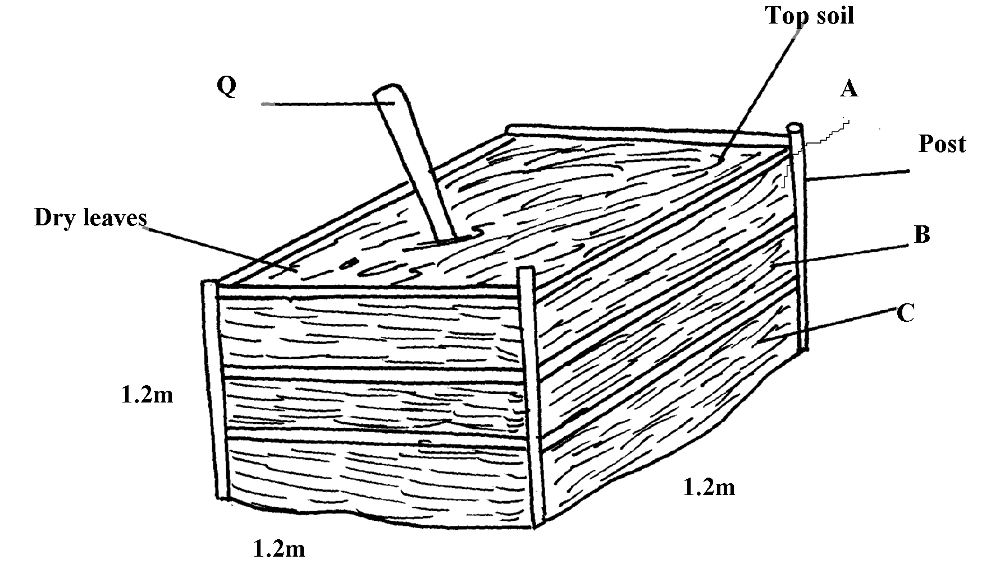 Top soil
Q
A
Post
Dry leaves
B
C
1.2m
1.2m
1.2m